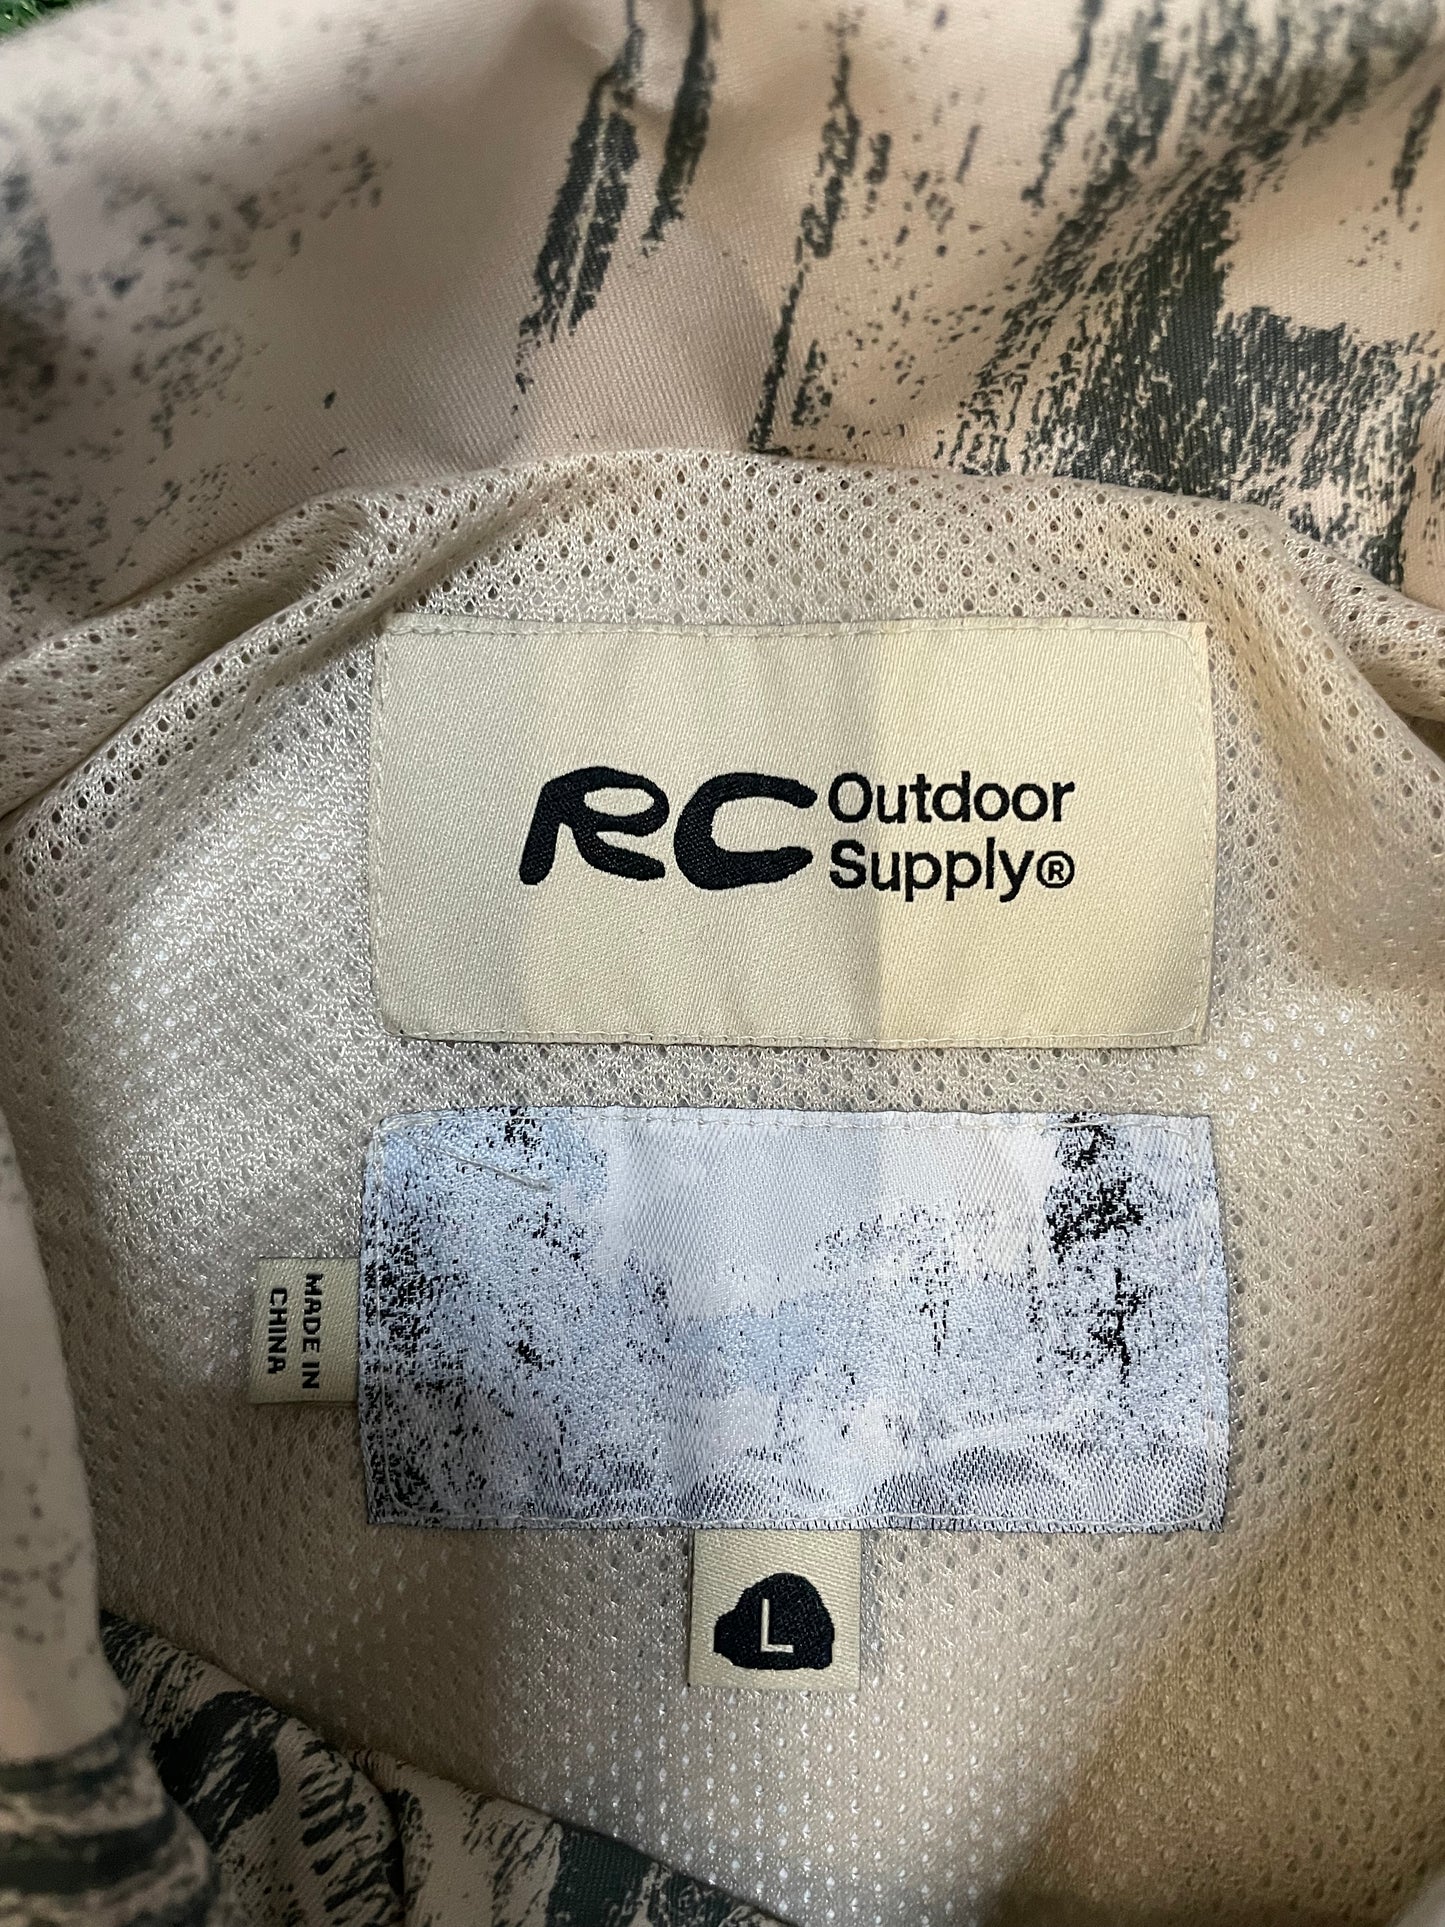 RC Outdoor
Supply®
MADE IN
CHINA
L